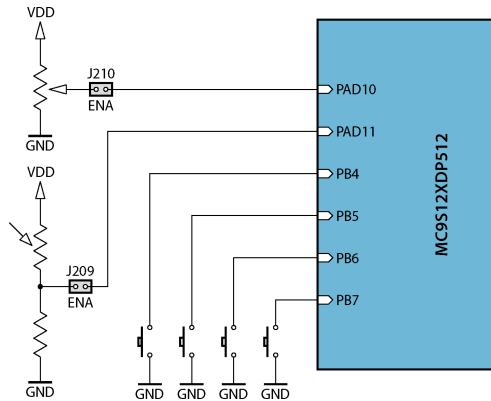 VDD
J210
ENA
GND
PAD10
PAD11
VDD
PB4
PB5
PB6
J209
ENA
PB7
GND
GND
GND
GND
GND
MC9S12XDP512